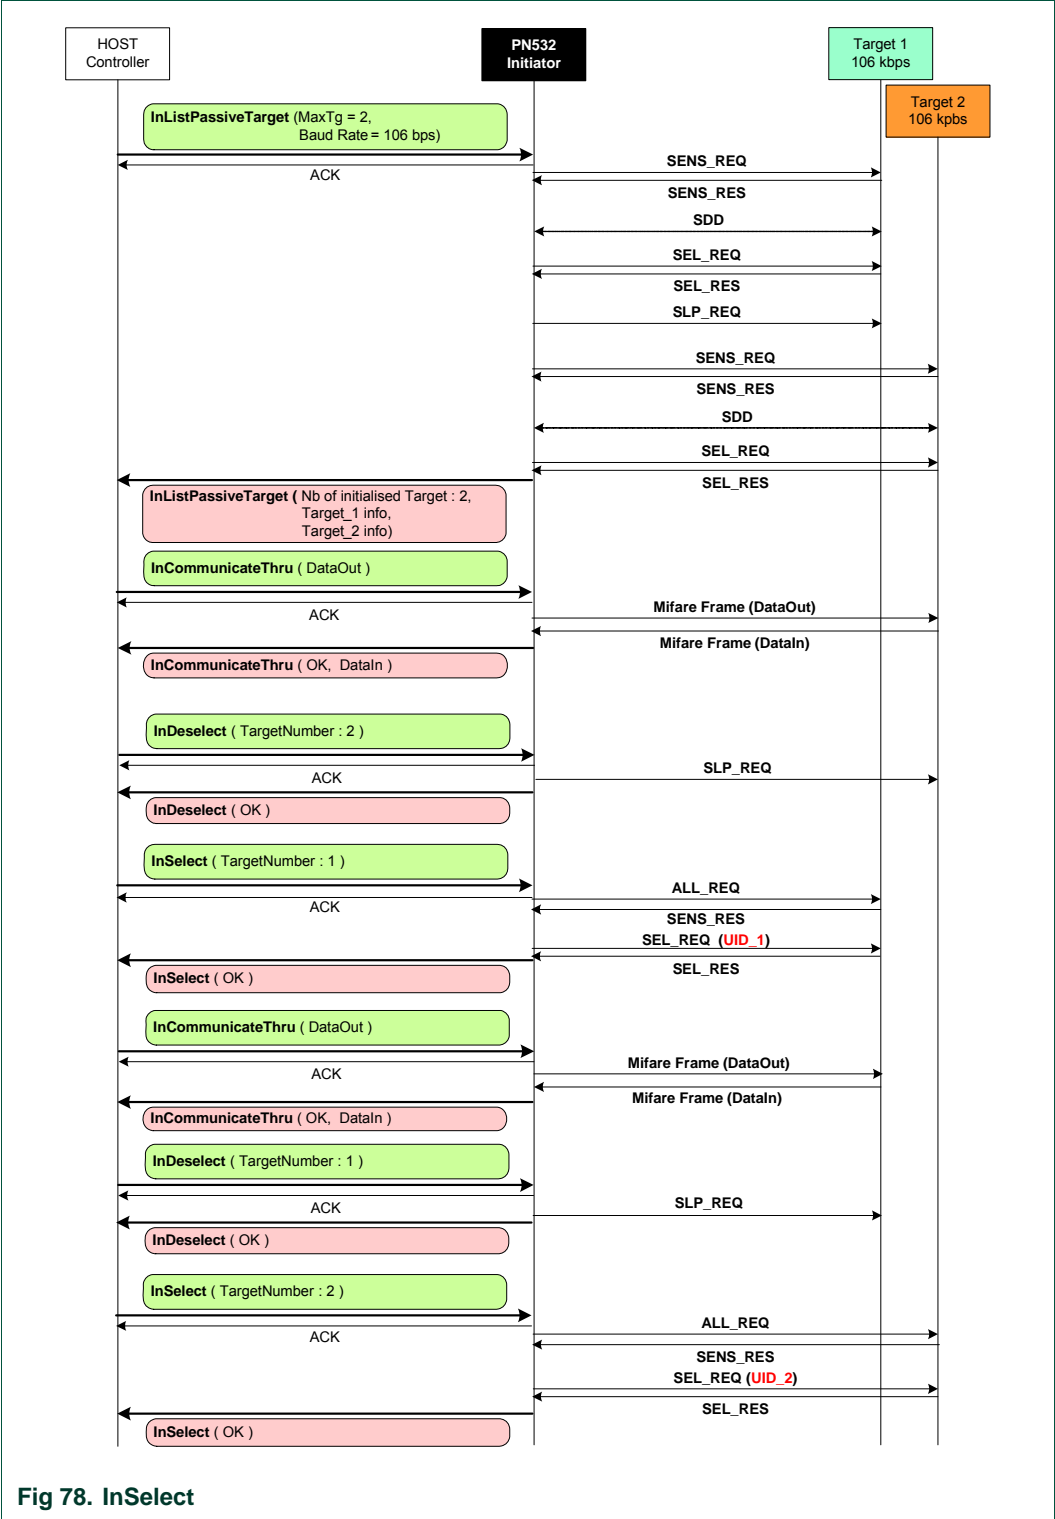 HOST
Controller
PN532
Initiator
Target 1
106 kbps
Target 2
106 kpbs
InListPassiveTarget (MaxTg = 2,
Baud Rate = 106 bps)
ACK
SENS_REQ
SENS_RES
SDD
SEL_REQ
SEL_RES
SLP_REQ
SENS_REQ
SENS_RES
SDD
SEL_REQ
SEL_RES
InListPassiveTarget ( Nb of initialised Target : 2,
Target_1 info,
Target_2 info)
InCommunicateThru ( DataOut )
ACK
Mifare Frame (DataOut)
Mifare Frame (DataIn)
InCommunicateThru ( OK, DataIn )
InDeselect ( TargetNumber : 2 )
ACK
SLP_REQ
InDeselect ( OK )
InSelect ( TargetNumber : 1 )
ACK
ALL_REQ
SENS_RES
SEL_REQ (UID_1)
SEL_RES
InSelect ( OK )
InCommunicateThru ( DataOut )
ACK
Mifare Frame (DataOut)
Mifare Frame (DataIn)
InCommunicateThru ( OK, DataIn )
InDeselect ( TargetNumber : 1 )
ACK
SLP_REQ
InDeselect ( OK )
InSelect ( TargetNumber : 2 )
ACK
ALL_REQ
SENS_RES
SEL_REQ (UID_2)
SEL_RES
InSelect ( OK )
Fig 78. InSelect